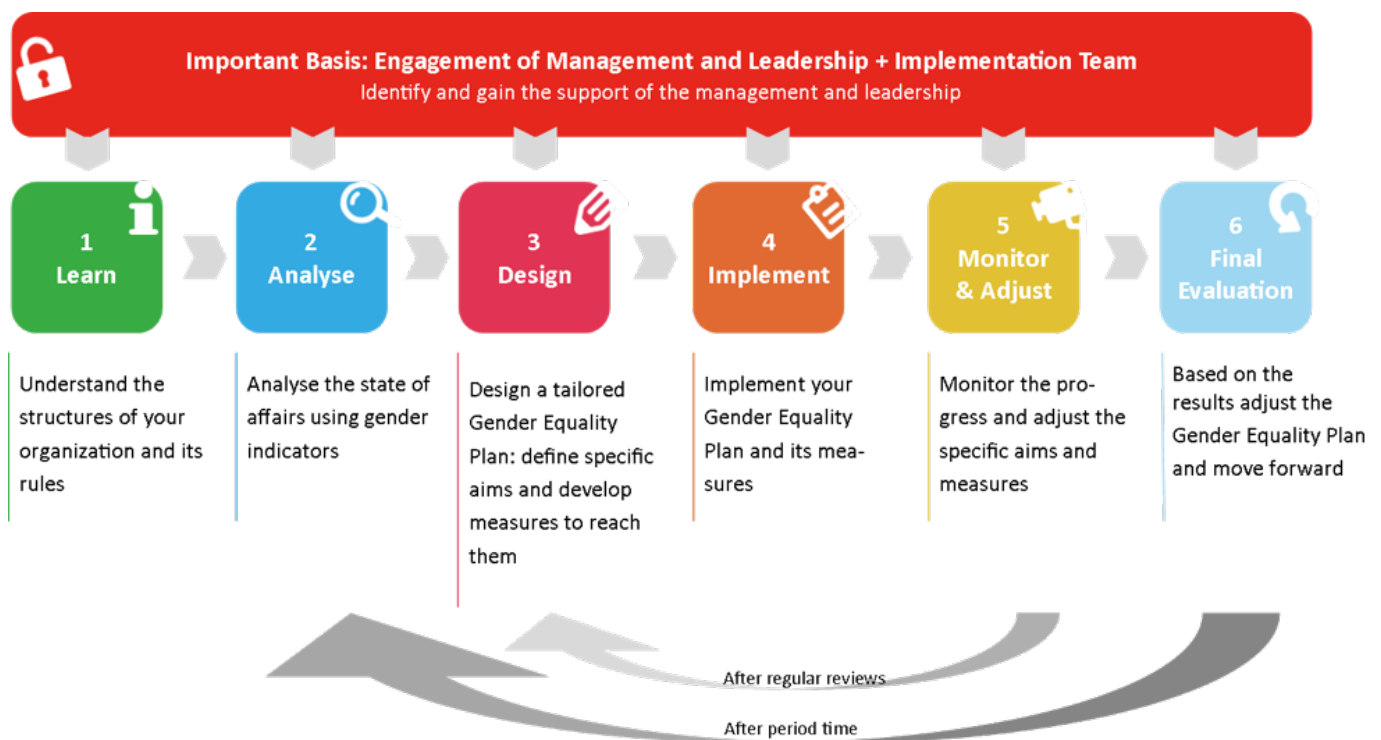 Important Basis: Engagement of Management and Leadership + Implementation Team
Identify and gain the support of the management and leadership
1
Learn
2
Analyse
3
Design
4
Implement
5
Monitor
& Adjust
6
Final
Evaluation
Understand the
structures of your
organization and its
rules
Analyse the state of
affairs using gender
indicators
Design a tailored
Gender Equality
Plan: define specific
aims and develop
measures to reach
them
Implement your
Gender Equality
Plan and its mea-
sures
Monitor the pro-
gress and adjust the
specific aims and
measures
Based on the
results adjust the
Gender Equality Plan
and move forward
After regular reviews
After period time